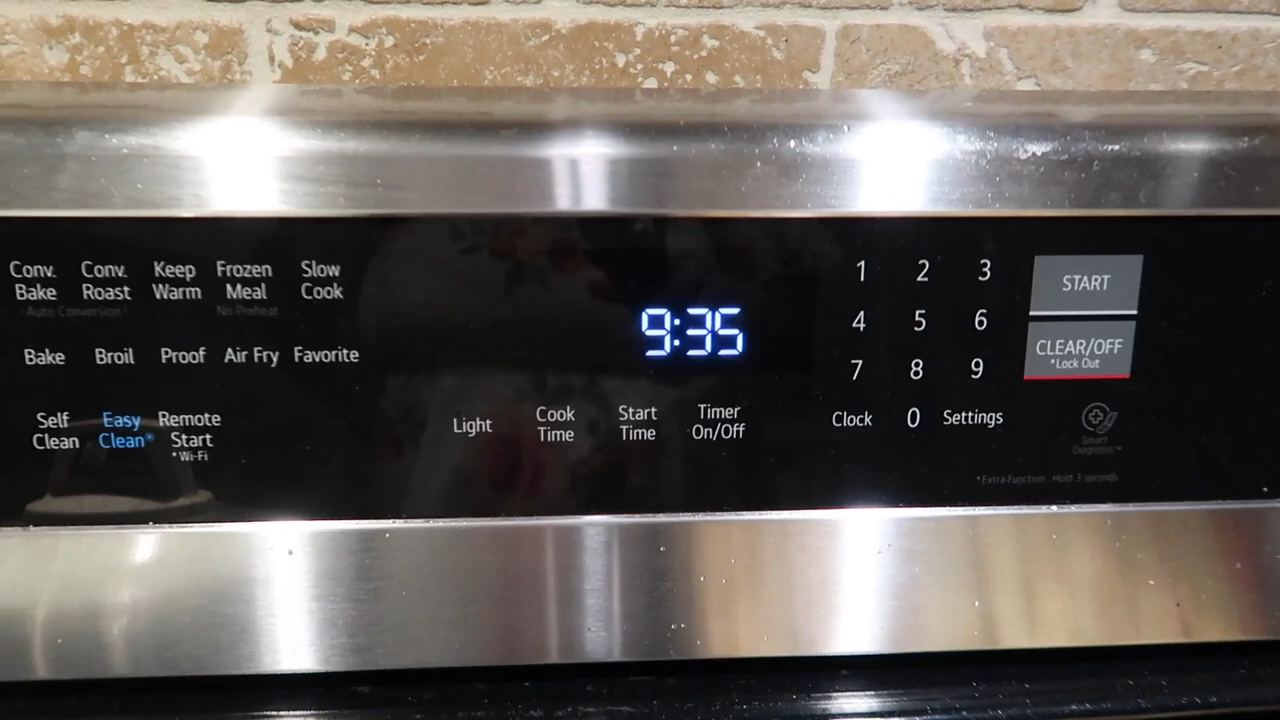 Conv. Bake
Conv. Roast
Keep Warm
Frozen Meal
Slow Cook
·Auto Conversion·
No Preheat
Bake
Broil
Proof
Air Fry
Favorite
Self Clean
Easy Clean®
Remote Start
*Wi-Fi
9:35
Light
Cook Time
Start Time
Timer On/Off
1 2 3
4 5 6
7 8 9
Clock 0 Settings
START
CLEAR/OFF
*Lock Out
Smart Diagnosis™
*Extra-Function : Hold 3 seconds